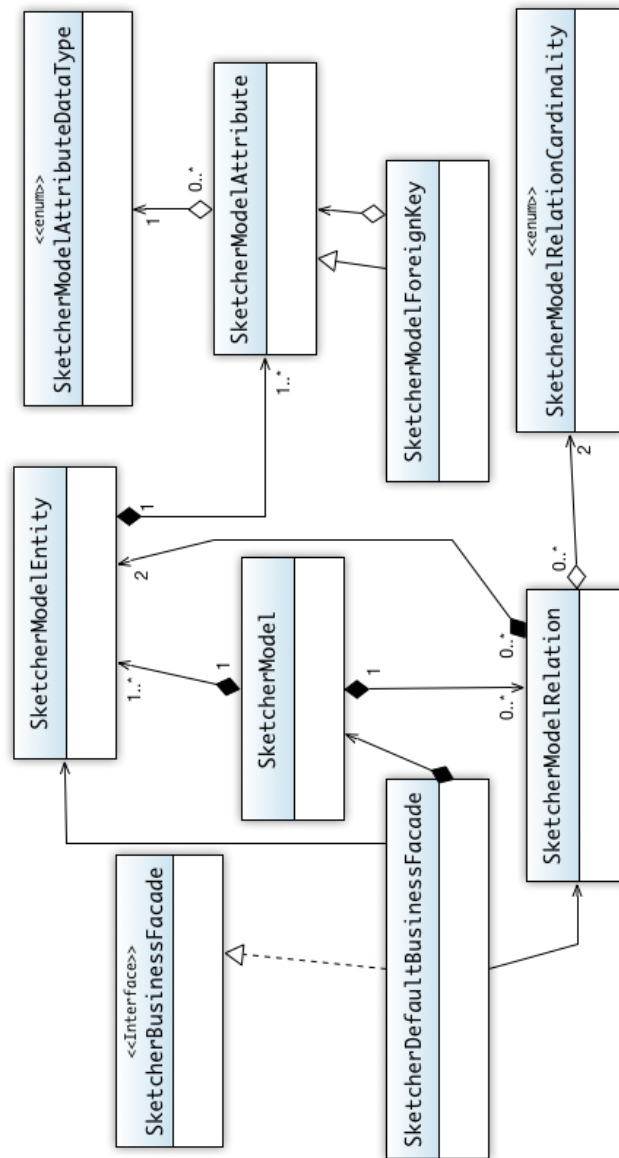 SketcherModelEntity
<<enum>>
SketcherModelAttributeDataType
<<Interface>>
SketcherBusinessFacade
1..*
2
1
1
0..*
1
SketcherModel
SketcherModelAttribute
1..*
1
SketcherDefaultBusinessFacade
SketcherModelForeignKey
0..*
0..*
SketcherModelRelation
0..*
2
<<enum>>
SketcherModelRelationCardinality